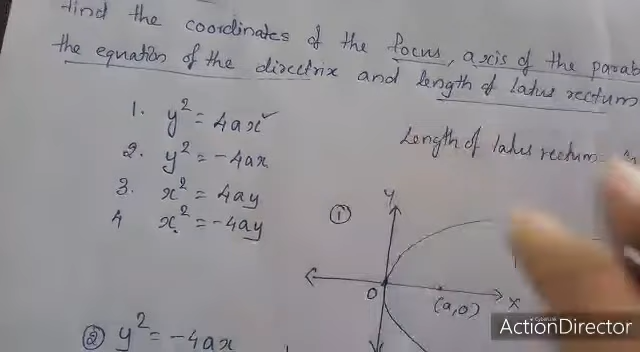 Find the coordinates of the focus, axis of the parab
the equation of the directrix and length of latus rectum
1. y² = 4ax
2. y² = -4ax
3. x² = 4ay
4 x² = -4ay
Length of latus rectum
①
Y
O
(a,0)
X
② y² = -4ax
ActionDirector